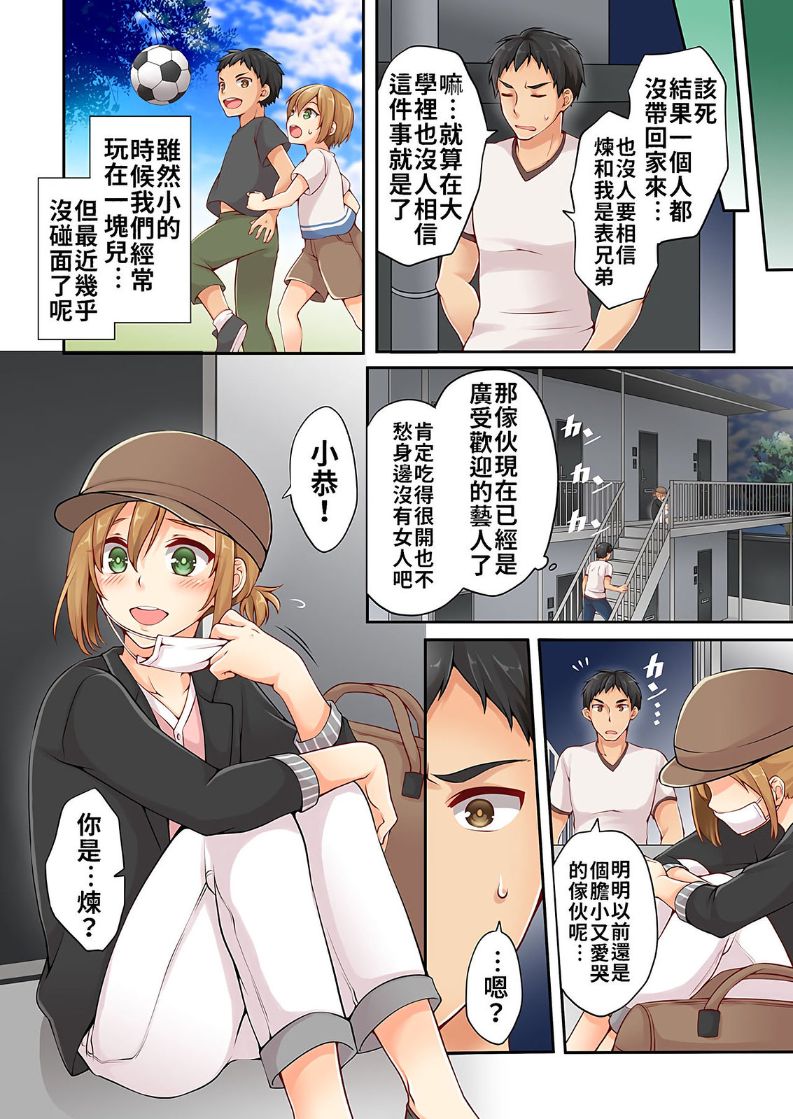 該死
結果一個人都
沒帶回家來…
也沒人要相信
煉和我是表兄弟
嘛…就算在大
學裡也沒人相信
這件事就是了
雖然小的
時候我們經常
玩在一塊兒…
但最近幾乎
沒碰面了呢
那傢伙現在已經是
廣受歡迎的藝人了
肯定吃得很開也不
愁身邊沒有女人吧
カン
カン
カン…
明明以前還是
個膽小又愛哭
的傢伙呢…
…嗯？
小恭！
你是…煉？